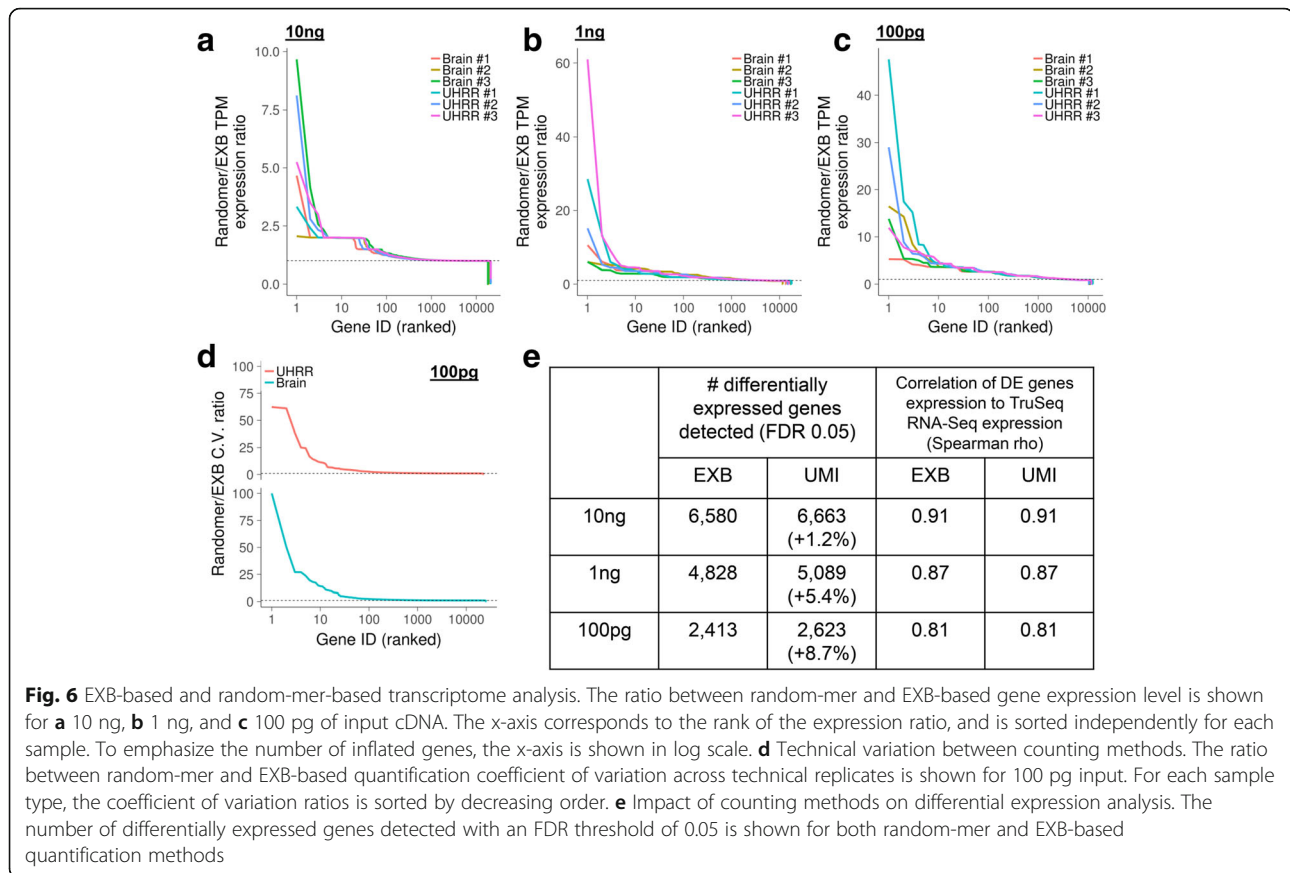 a
10ng
10.0
7.5
5.0
2.5
0.0
Randomer/EXB TPM
expression ratio
Brain #1
Brain #2
Brain #3
UHRR #1
UHRR #2
UHRR #3
1
10
100
1000
10000
Gene ID (ranked)
b
1ng
60
40
20
0
Randomer/EXB TPM
expression ratio
Brain #1
Brain #2
Brain #3
UHRR #1
UHRR #2
UHRR #3
1
10
100
1000
10000
Gene ID (ranked)
c
100pg
40
30
20
10
0
Randomer/EXB TPM
expression ratio
Brain #1
Brain #2
Brain #3
UHRR #1
UHRR #2
UHRR #3
1
10
100
1000
10000
Gene ID (ranked)
d
100pg
UHRR
Brain
100
75
50
25
0
100
75
50
25
0
Randomer/EXB C.V. ratio
1
10
100
1000
10000
Gene ID (ranked)
e
# differentially
expressed genes
detected (FDR 0.05)
Correlation of DE genes
expression to TruSeq
RNA-Seq expression
(Spearman rho)
EXB UMI EXB UMI
10ng 6,580 6,663 (+1.2%) 0.91 0.91
1ng 4,828 5,089 (+5.4%) 0.87 0.87
100pg 2,413 2,623 (+8.7%) 0.81 0.81
Fig. 6 EXB-based and random-mer-based transcriptome analysis. The ratio between random-mer and EXB-based gene expression level is shown
for a 10 ng, b 1 ng, and c 100 pg of input cDNA. The x-axis corresponds to the rank of the expression ratio, and is sorted independently for each
sample. To emphasize the number of inflated genes, the x-axis is shown in log scale. d Technical variation between counting methods. The ratio
between random-mer and EXB-based quantification coefficient of variation across technical replicates is shown for 100 pg input. For each sample
type, the coefficient of variation ratios is sorted by decreasing order. e Impact of counting methods on differential expression analysis. The
number of differentially expressed genes detected with an FDR threshold of 0.05 is shown for both random-mer and EXB-based
quantification methods